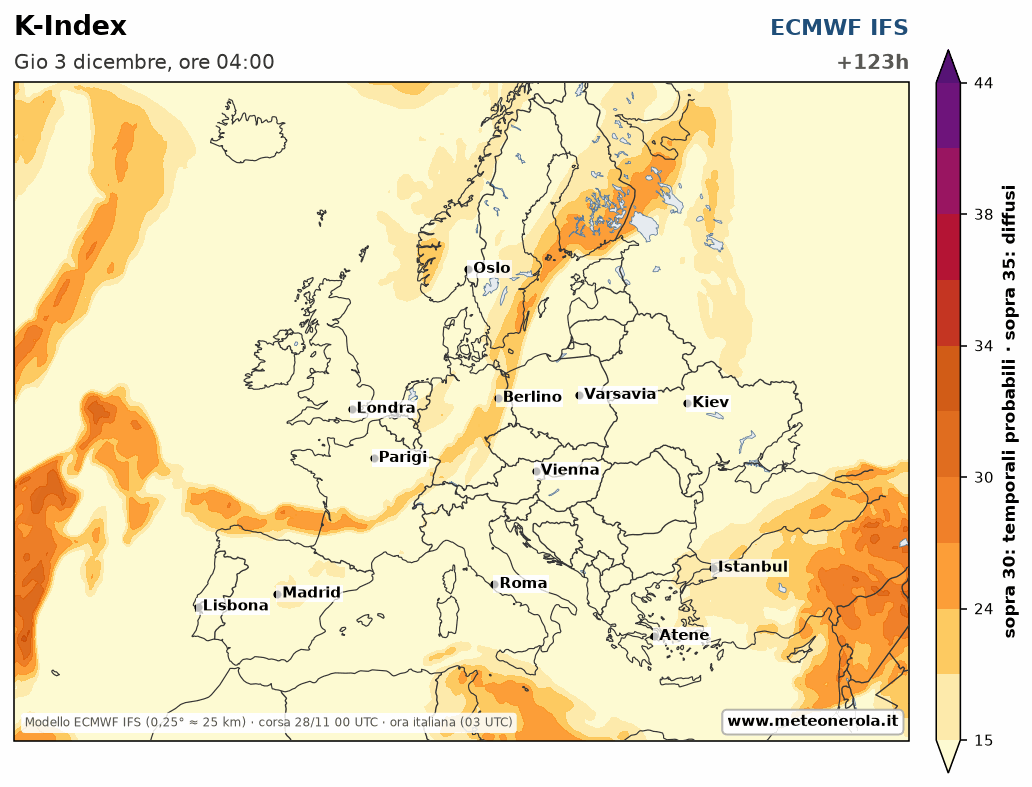 K-Index
ECMWF IFS
Gio 3 dicembre, ore 04:00
+123h
44
38
34
30
24
15
sopra 30: temporali probabili · sopra 35: diffusi
Oslo
Berlino
Varsavia
Kiev
Londra
Parigi
Vienna
Istanbul
Roma
Madrid
Lisbona
Atene
Modello ECMWF IFS (0,25° ≈ 25 km) · corsa 28/11 00 UTC · ora italiana (03 UTC)
www.meteonerola.it